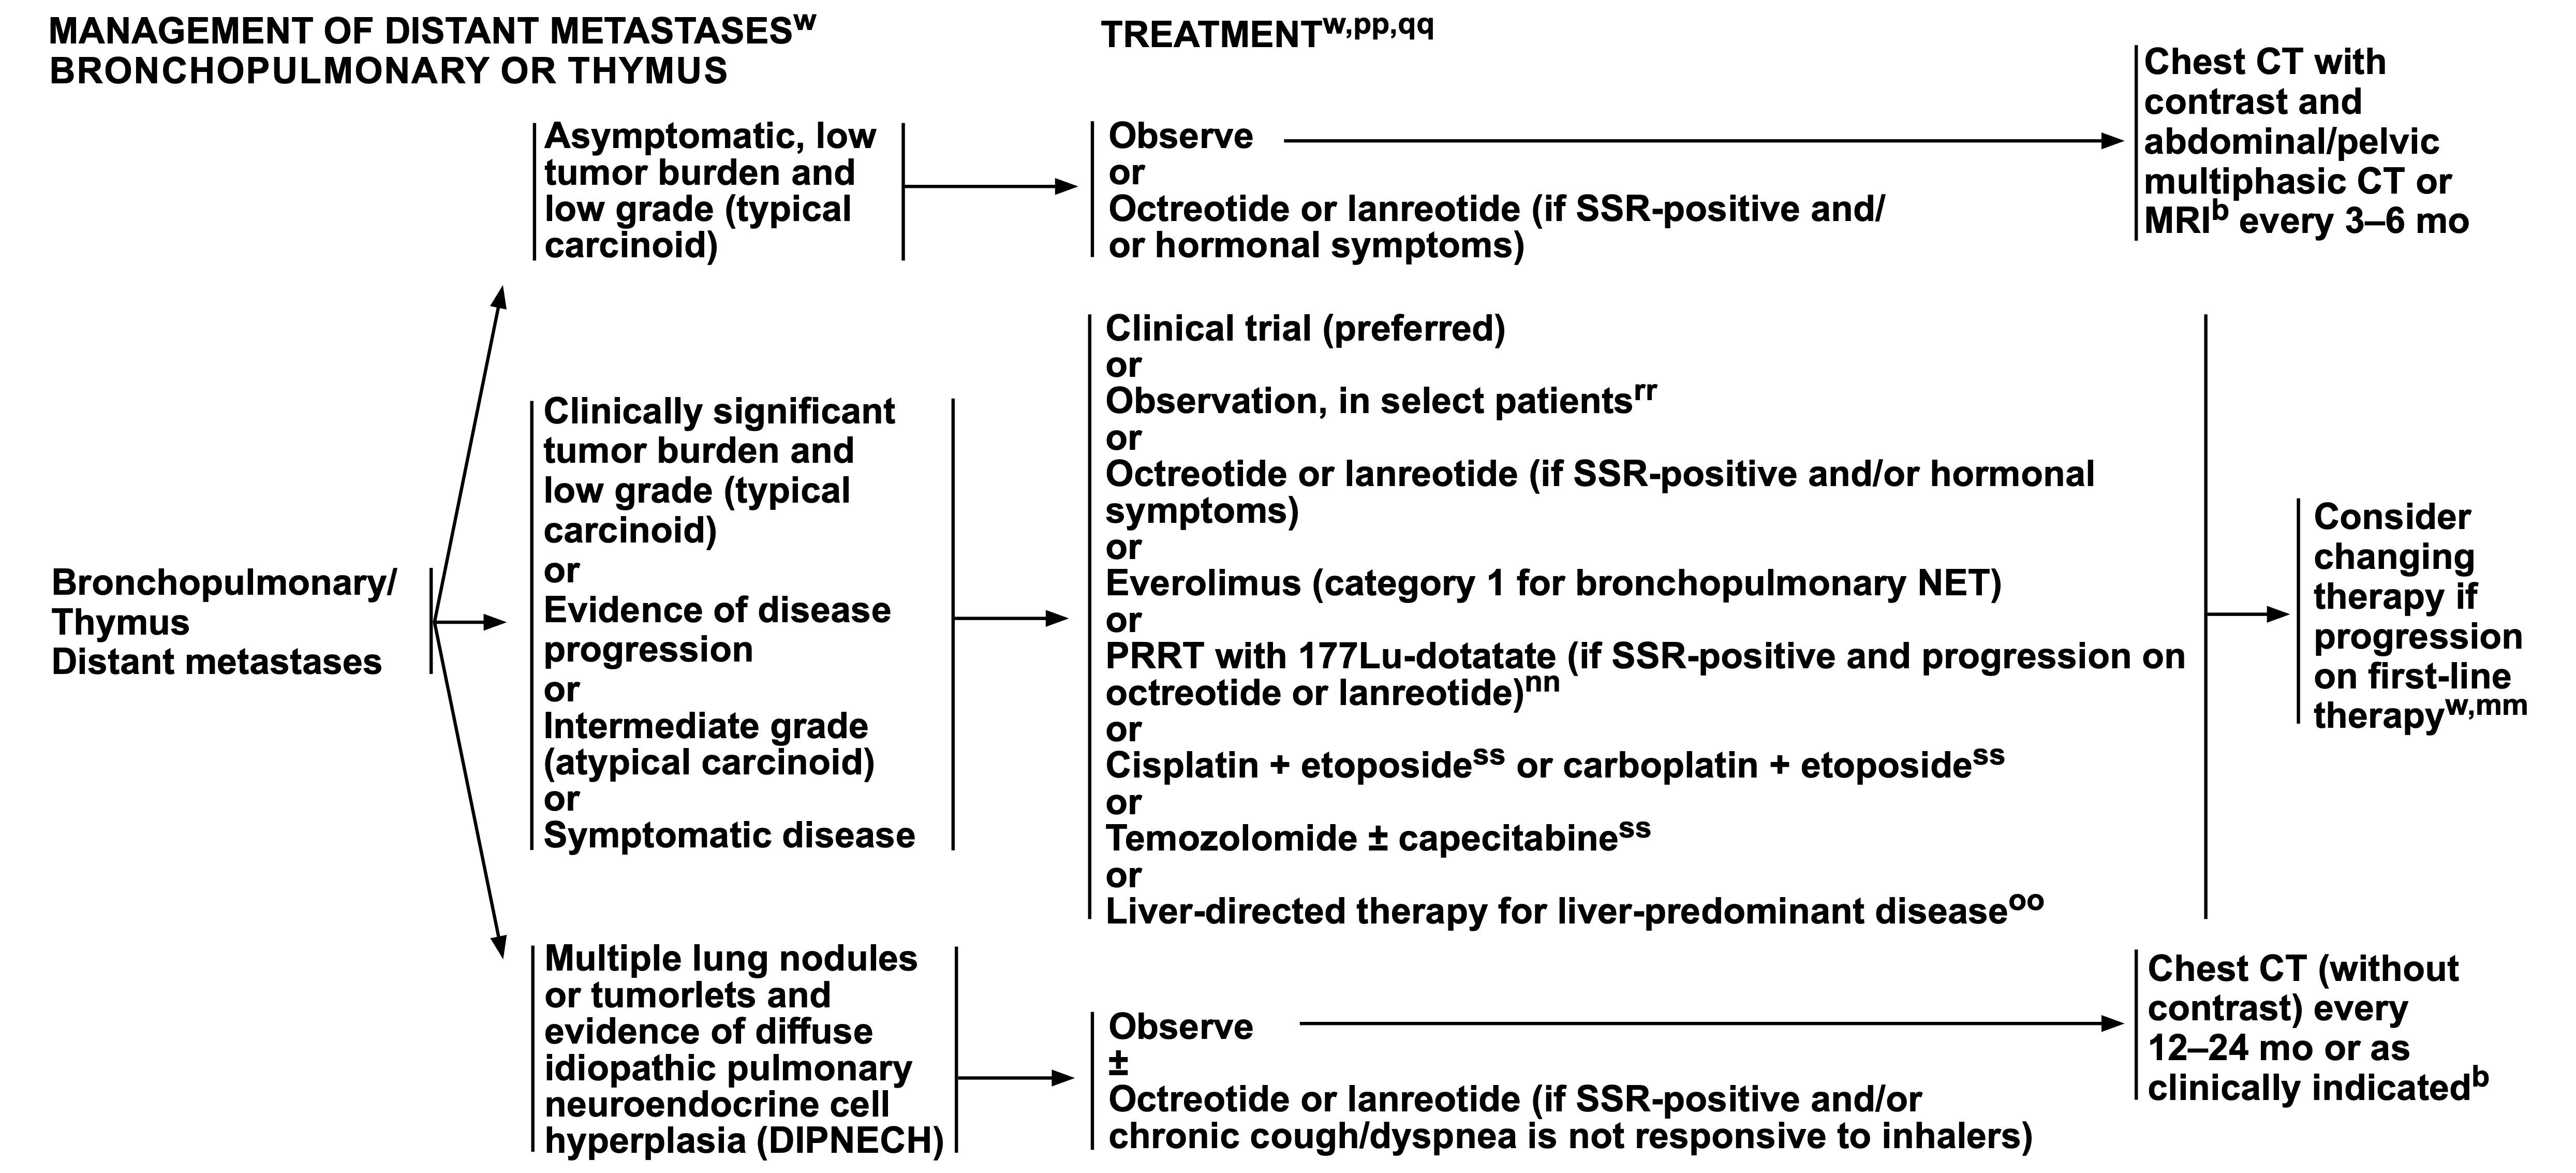 MANAGEMENT OF DISTANT METASTASESw
BRONCHOPULMONARY OR THYMUS
TREATMENTw,pp,qq
Bronchopulmonary/
Thymus
Distant metastases
Asymptomatic, low
tumor burden and
low grade (typical
carcinoid)
Observe
or
Octreotide or lanreotide (if SSR-positive and/
or hormonal symptoms)
Chest CT with
contrast and
abdominal/pelvic
multiphasic CT or
MRIb every 3–6 mo
Clinically significant
tumor burden and
low grade (typical
carcinoid)
or
Evidence of disease
progression
or
Intermediate grade
(atypical carcinoid)
or
Symptomatic disease
Clinical trial (preferred)
or
Observation, in select patientsrr
or
Octreotide or lanreotide (if SSR-positive and/or hormonal
symptoms)
or
Everolimus (category 1 for bronchopulmonary NET)
or
PRRT with 177Lu-dotatate (if SSR-positive and progression on
octreotide or lanreotide)nn
or
Cisplatin + etoposidess or carboplatin + etoposidess
or
Temozolomide ± capecitabiness
or
Liver-directed therapy for liver-predominant diseaseoo
Consider
changing
therapy if
progression
on first-line
therapyw,mm
Multiple lung nodules
or tumorlets and
evidence of diffuse
idiopathic pulmonary
neuroendocrine cell
hyperplasia (DIPNECH)
Observe
±
Octreotide or lanreotide (if SSR-positive and/or
chronic cough/dyspnea is not responsive to inhalers)
Chest CT (without
contrast) every
12–24 mo or as
clinically indicatedb